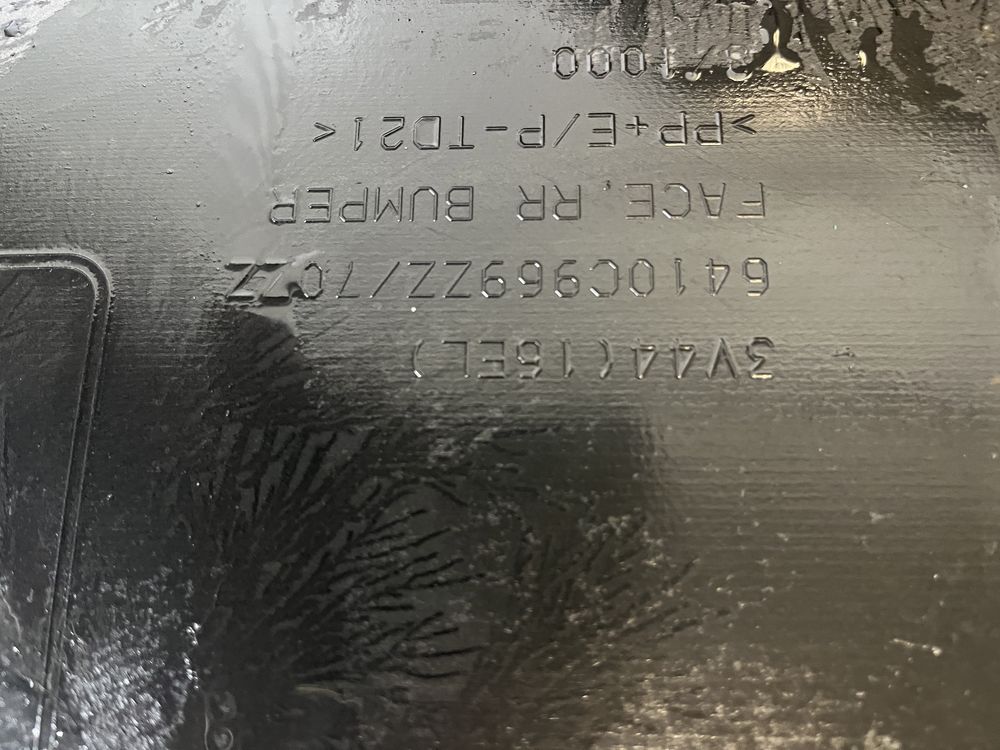 3V44(16EL)
6410C969ZZ/70ZZ
FACE,RR BUMPER
>PP+E/P-TD21<
3/1000